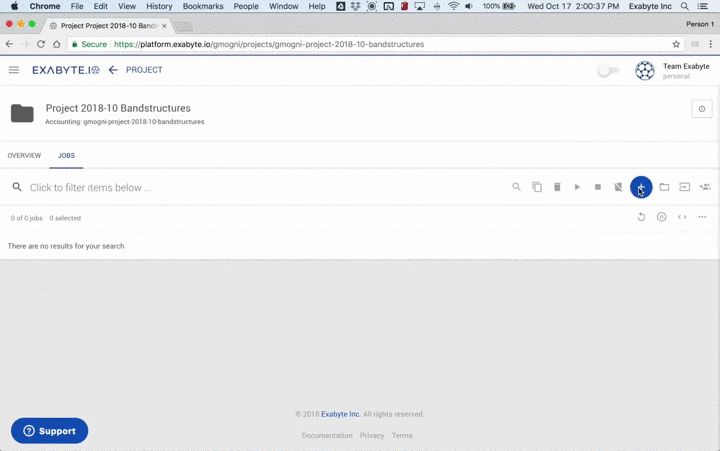 Chrome File Edit View History Bookmarks People Window Help 100% Wed Oct 17 2:00:37 PM Exabyte Inc
Project Project 2018-10 Bands Person 1
Secure https://platform.exabyte.io/gmogni/projects/gmogni-project-2018-10-bandstructures
EXABYTE.IO PROJECT Team Exabyte
personal
Project 2018-10 Bandstructures
Accounting: gmogni-project-2018-10-bandstructures
OVERVIEW JOBS
Click to filter items below ...
0 of 0 jobs 0 selected
There are no results for your search
© 2018 Exabyte Inc. All rights reserved.
Support
Documentation Privacy Terms